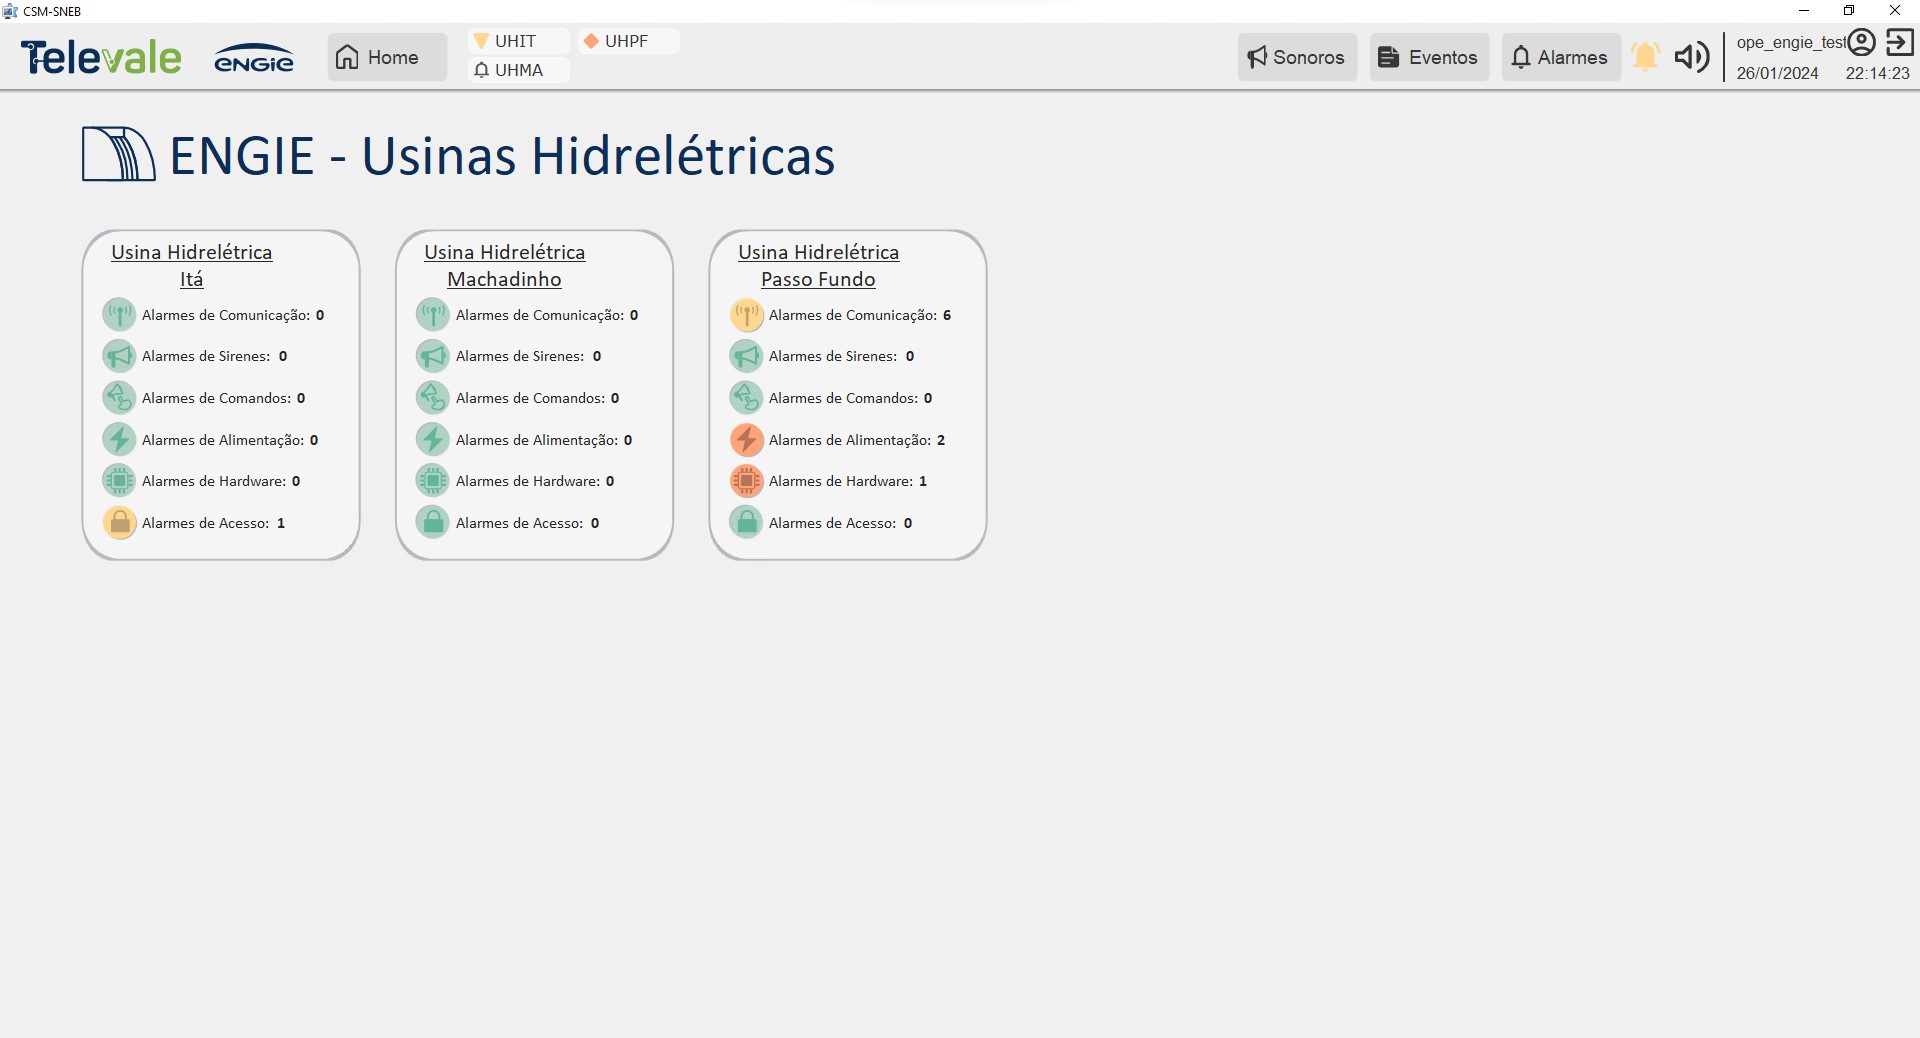 CSM-SNEB
Televale
ENGIE
Home
UHIT
UHPF
UHMA
Sonoros
Eventos
Alarmes
ope_engie_test
26/01/2024 22:14:23
ENGIE - Usinas Hidrelétricas
Usina Hidrelétrica
Itá
Alarmes de Comunicação: 0
Alarmes de Sirenes: 0
Alarmes de Comandos: 0
Alarmes de Alimentação: 0
Alarmes de Hardware: 0
Alarmes de Acesso: 1
Usina Hidrelétrica
Machadinho
Alarmes de Comunicação: 0
Alarmes de Sirenes: 0
Alarmes de Comandos: 0
Alarmes de Alimentação: 0
Alarmes de Hardware: 0
Alarmes de Acesso: 0
Usina Hidrelétrica
Passo Fundo
Alarmes de Comunicação: 6
Alarmes de Sirenes: 0
Alarmes de Comandos: 0
Alarmes de Alimentação: 2
Alarmes de Hardware: 1
Alarmes de Acesso: 0